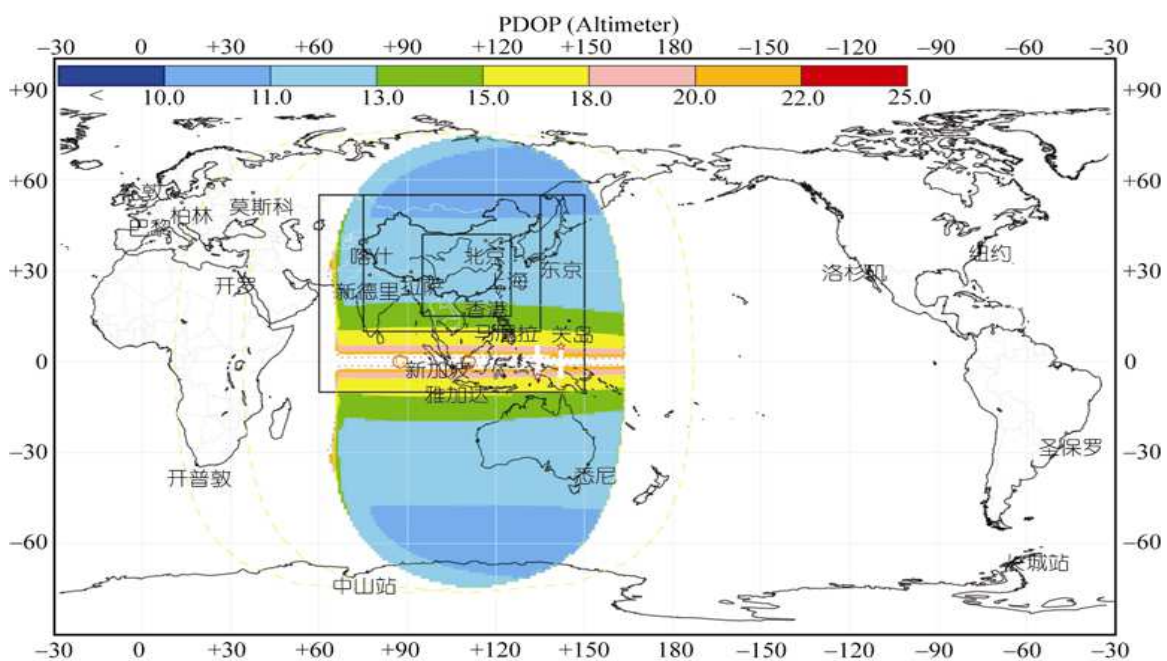 PDOP (Altimeter)
−30 0 +30 +60 +90 +120 +150 180 −150 −120 −90 −60 −30
< 10.0 11.0 13.0 15.0 18.0 20.0 22.0 25.0
+90 +90
+60 +60
莫斯科
柏林
巴黎
喀什 北京 上海 东京 纽约
+30 +30
开罗 新德里 拉萨 洛杉矶
香港
马尼拉 关岛
0 0
新加坡
雅加达
−30 −30
开普敦 悉尼 圣保罗
−60 −60
中山站 长城站
−30 0 +30 +60 +90 +120 +150 180 −150 −120 −90 −60 −30